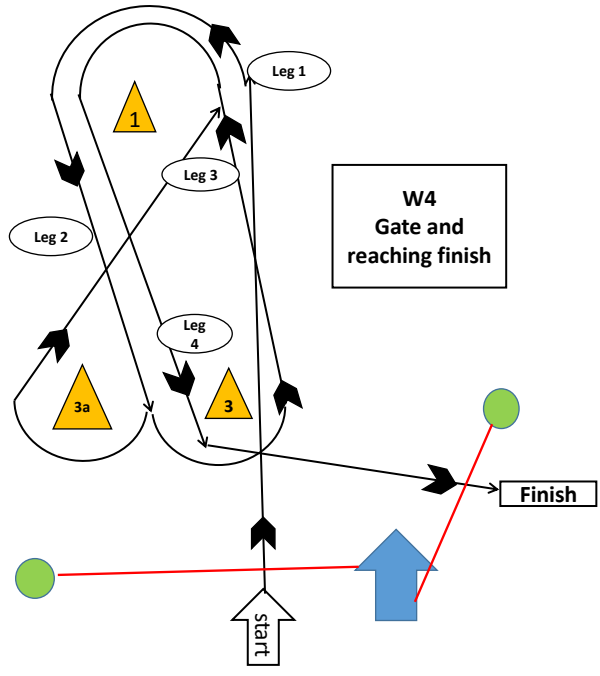 Leg 1
1
Leg 3
W4
Gate and
reaching finish
Leg 2
Leg
4
3a
3
Finish
start